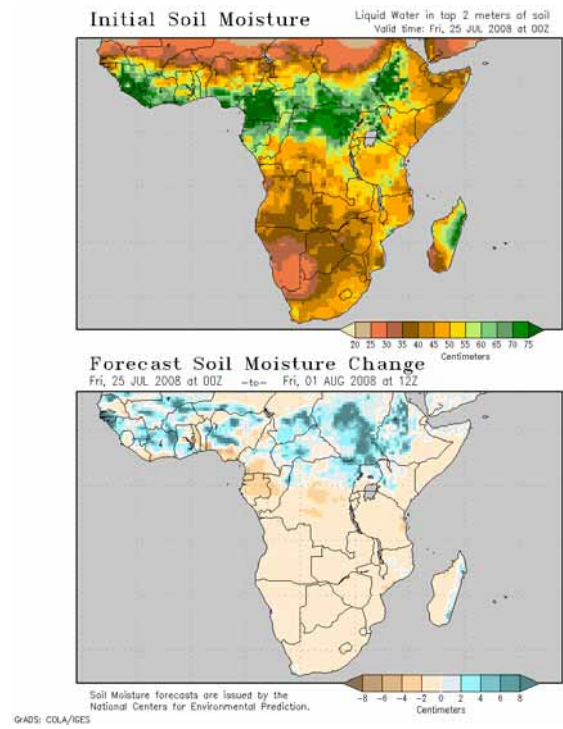 Initial Soil Moisture
Liquid Water in top 2 meters of soil
Valid time: Fri, 25 JUL 2008 at 00Z
20 25 30 35 40 45 50 55 60 65 70 75
Centimeters
Forecast Soil Moisture Change
Fri, 25 JUL 2008 at 00Z -to- Fri, 01 AUG 2008 at 12Z
-8 -6 -4 -2 0 2 4 6 8
Centimeters
Soil Moisture forecasts are issued by the
National Centers for Environmental Prediction.
GrADS: COLA/IGES